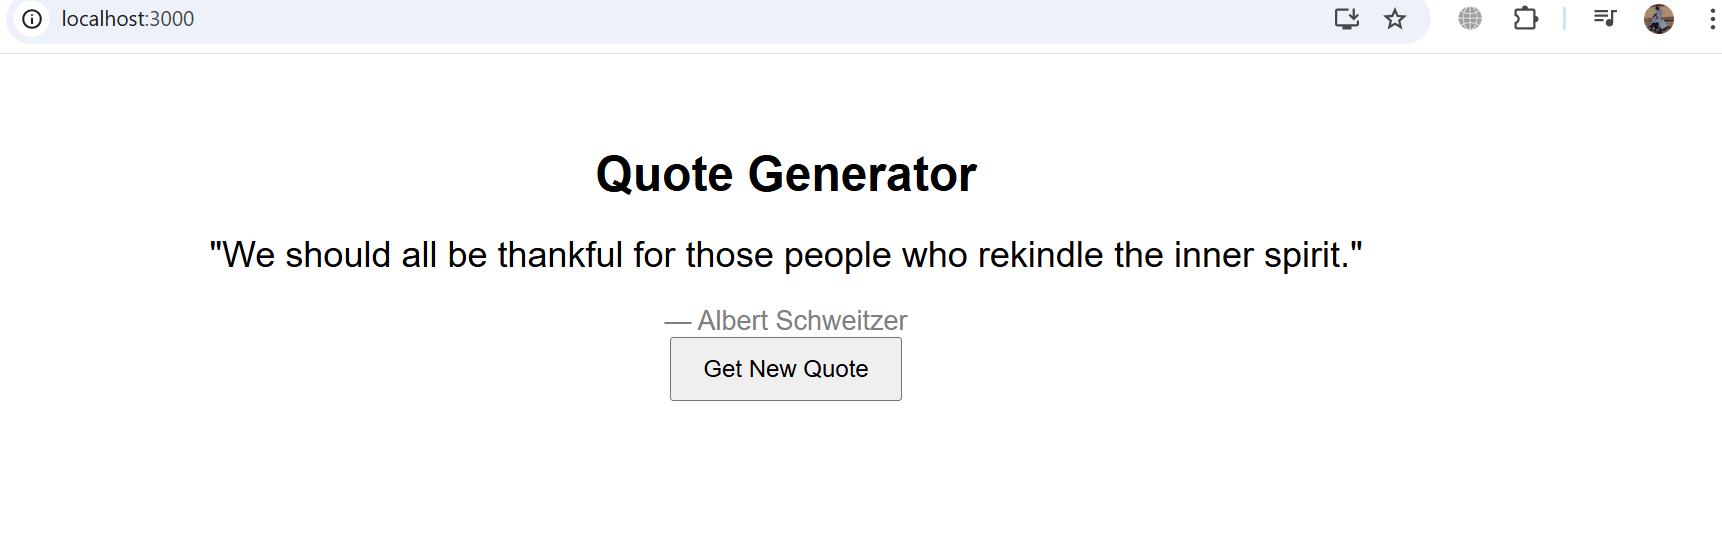 localhost:3000
Quote Generator
"We should all be thankful for those people who rekindle the inner spirit."
— Albert Schweitzer
Get New Quote